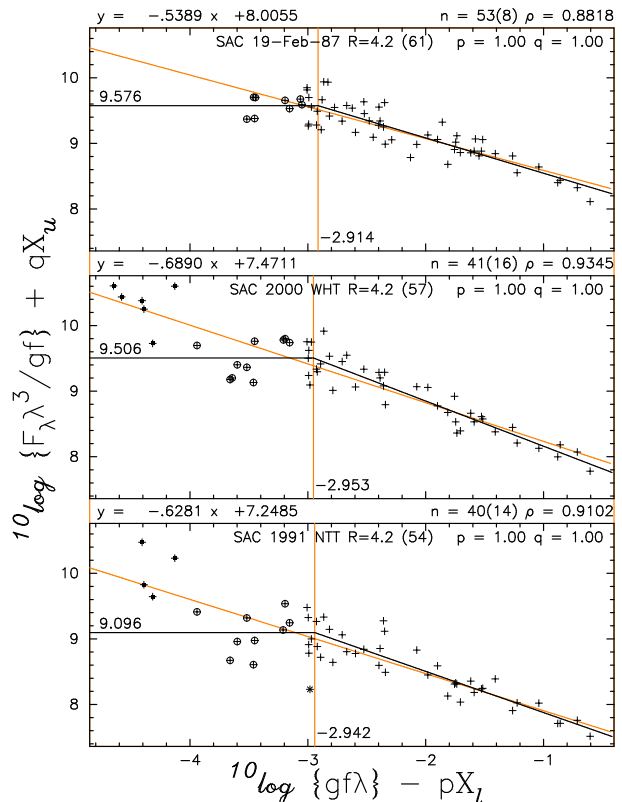 y = −.5389 x +8.0055 n = 53(8) ρ = 0.8818
SAC 19-Feb-87 R=4.2 (61) p = 1.00 q = 1.00
10
9.576
9
8
−2.914
y = −.6890 x +7.4711 n = 41(16) ρ = 0.9345
SAC 2000 WHT R=4.2 (57) p = 1.00 q = 1.00
10
9.506
9
8
−2.953
y = −.6281 x +7.2485 n = 40(14) ρ = 0.9102
SAC 1991 NTT R=4.2 (54) p = 1.00 q = 1.00
10
9.096
9
8
−2.942
−4 −3 −2 −1
¹⁰log {gfλ} − pX_l
¹⁰log {F_λλ³/gf} + qX_u